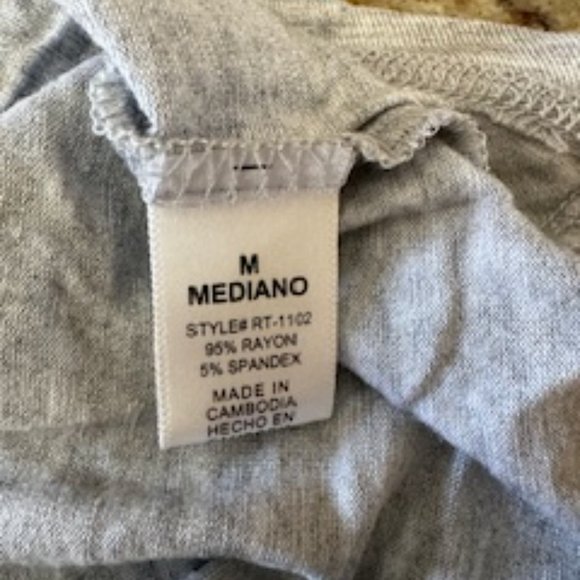 M
MEDIANO
STYLE# RT-1102
95% RAYON
5% SPANDEX
MADE IN
CAMBODIA
HECHO EN